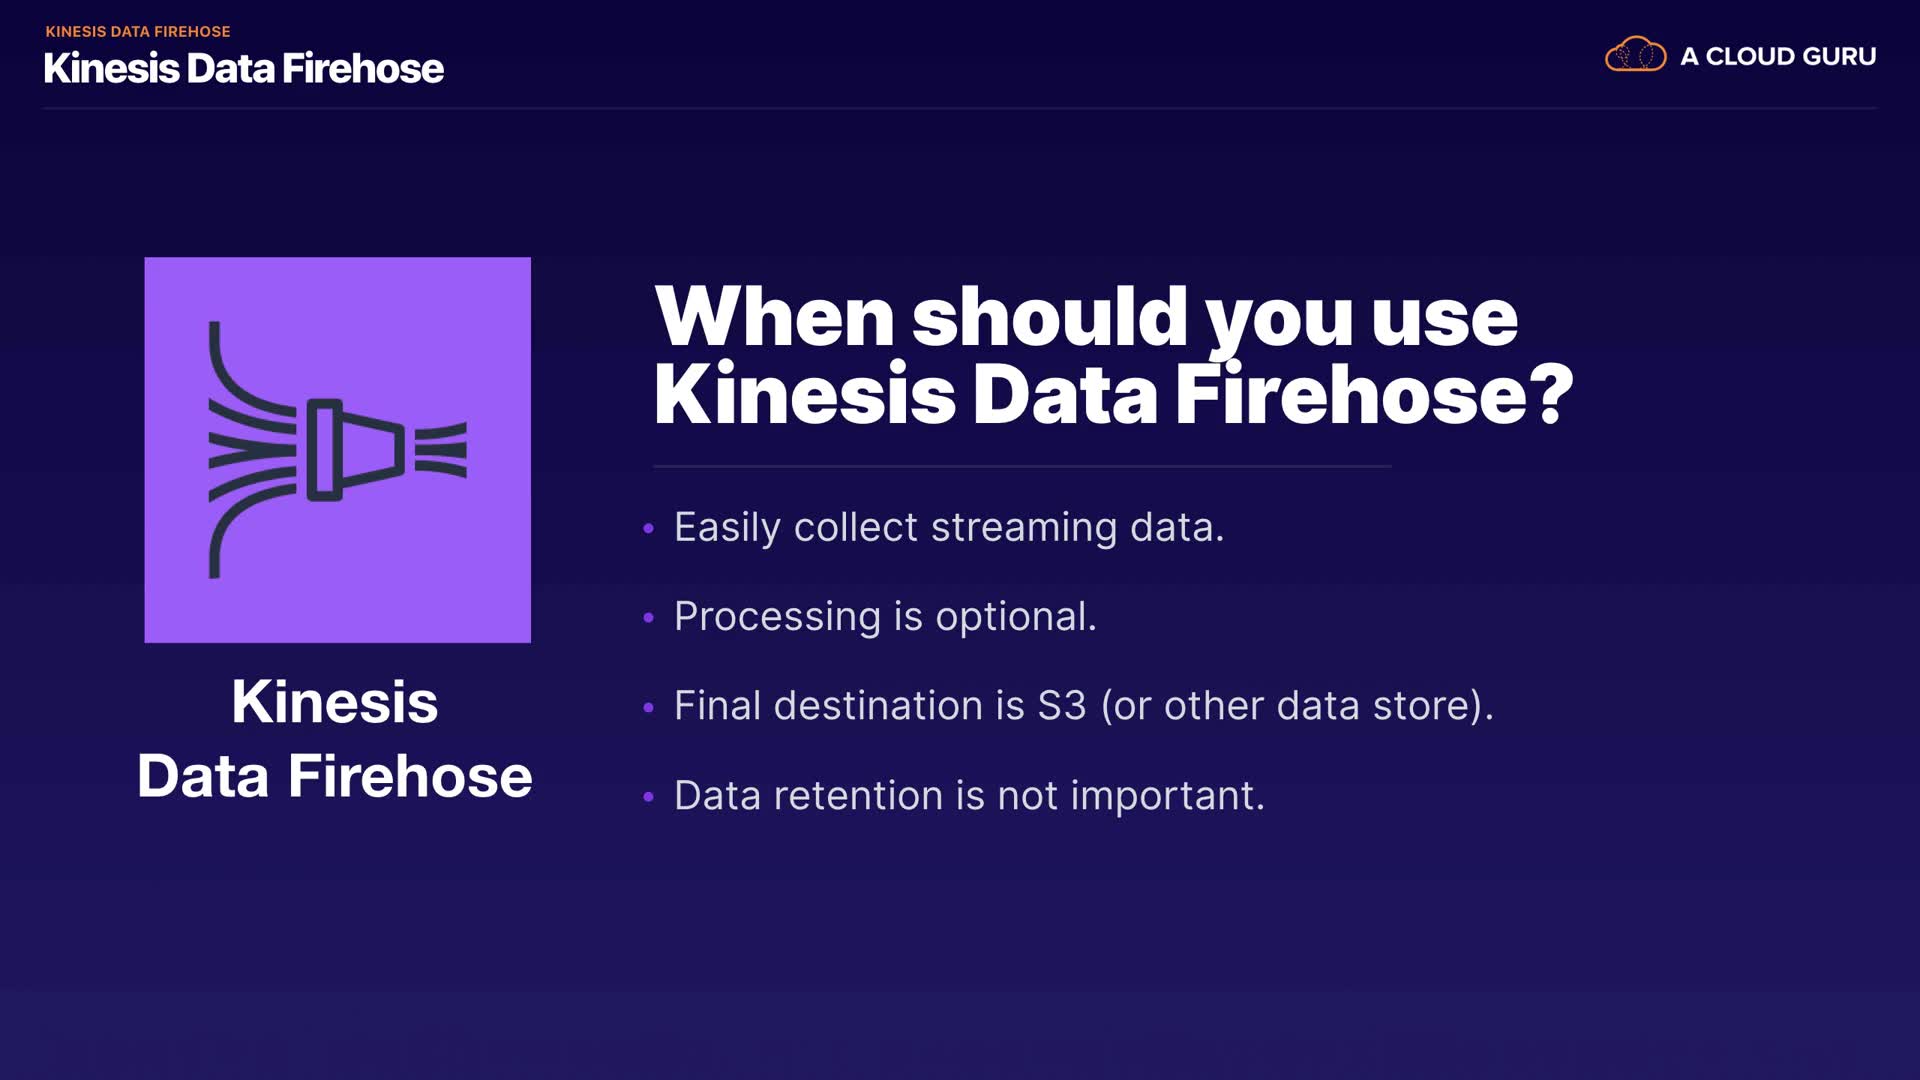 KINESIS DATA FIREHOSE
Kinesis Data Firehose
A CLOUD GURU
When should you use
Kinesis Data Firehose?
• Easily collect streaming data.
• Processing is optional.
• Final destination is S3 (or other data store).
• Data retention is not important.
Kinesis
Data Firehose